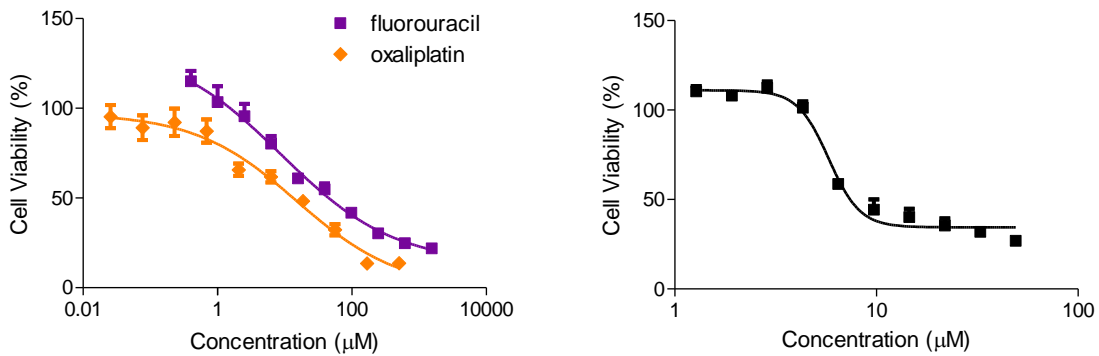 150
100
50
0
Cell Viability (%)
fluorouracil
oxaliplatin
0.01
1
100
10000
Concentration (μM)
150
100
50
0
Cell Viability (%)
1
10
100
Concentration (μM)